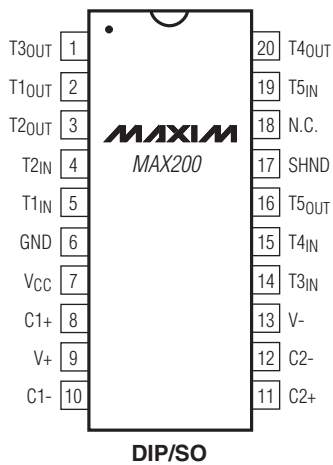 T3OUT 1
T1OUT 2
T2OUT 3
T2IN 4
T1IN 5
GND 6
VCC 7
C1+ 8
V+ 9
C1- 10
MAXIM
MAX200
20 T4OUT
19 T5IN
18 N.C.
17 SHND
16 T5OUT
15 T4IN
14 T3IN
13 V-
12 C2-
11 C2+
DIP/SO